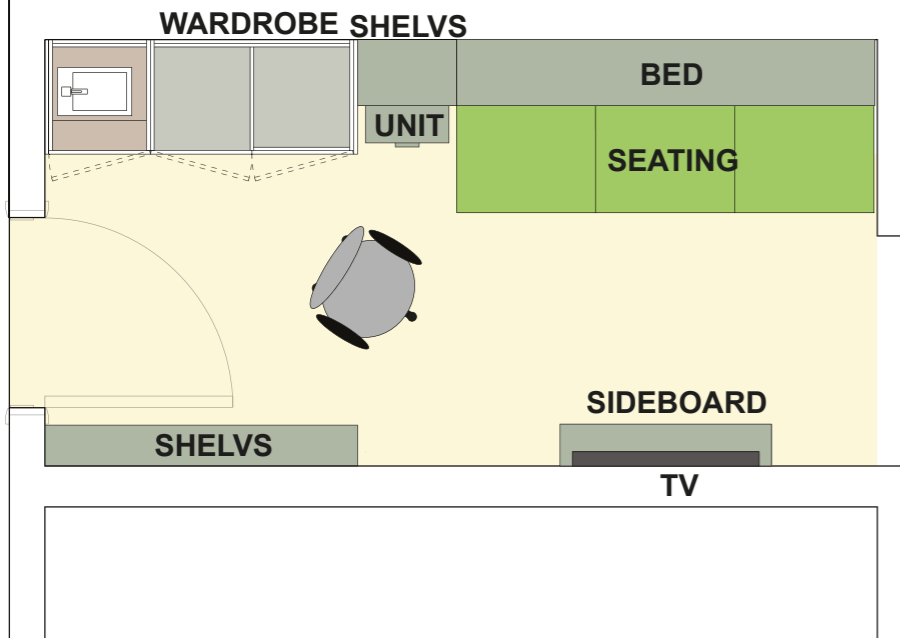 WARDROBE
SHELVS
BED
UNIT
SEATING
SIDEBOARD
SHELVS
TV